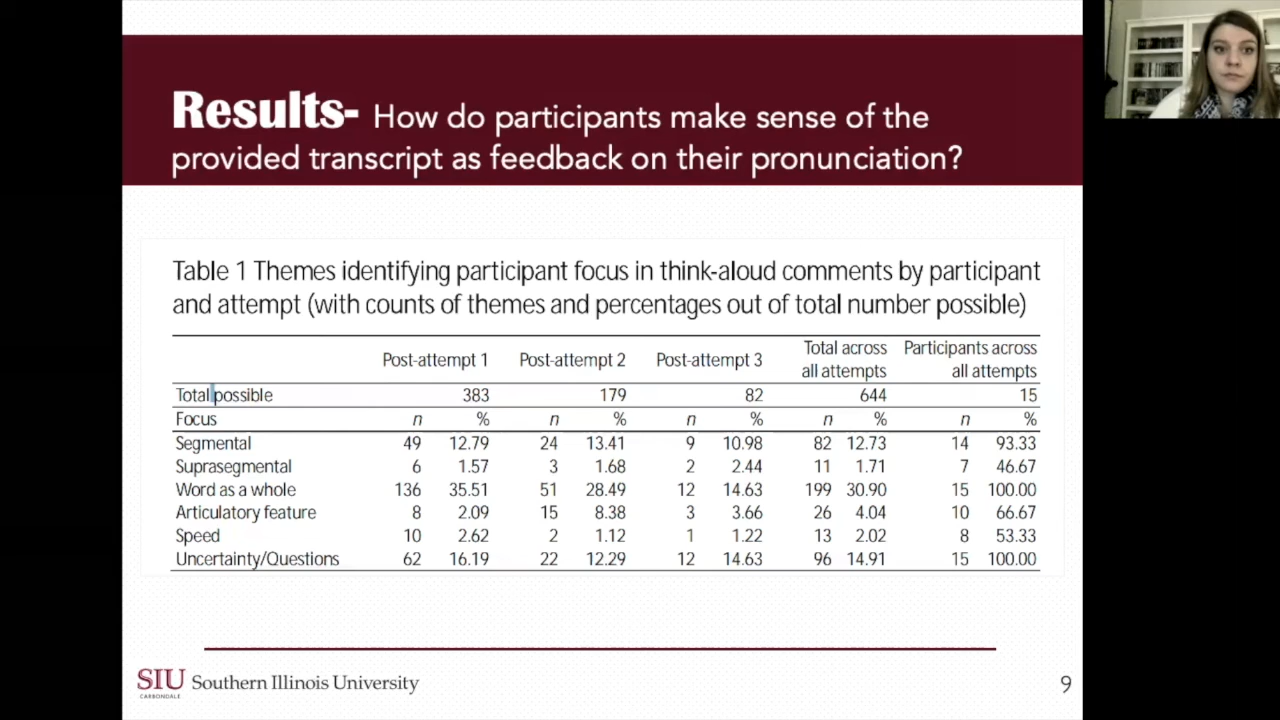 Results- How do participants make sense of the
provided transcript as feedback on their pronunciation?
Table 1 Themes identifying participant focus in think-aloud comments by participant
and attempt (with counts of themes and percentages out of total number possible)
Post-attempt 1 Post-attempt 2 Post-attempt 3 Total across all attempts Participants across all attempts
Total possible 383 179 82 644 15
Focus n % n % n % n % n %
Segmental 49 12.79 24 13.41 9 10.98 82 12.73 14 93.33
Suprasegmental 6 1.57 3 1.68 2 2.44 11 1.71 7 46.67
Word as a whole 136 35.51 51 28.49 12 14.63 199 30.90 15 100.00
Articulatory feature 8 2.09 15 8.38 3 3.66 26 4.04 10 66.67
Speed 10 2.62 2 1.12 1 1.22 13 2.02 8 53.33
Uncertainty/Questions 62 16.19 22 12.29 12 14.63 96 14.91 15 100.00
SIU Southern Illinois University
CARBONDALE
9